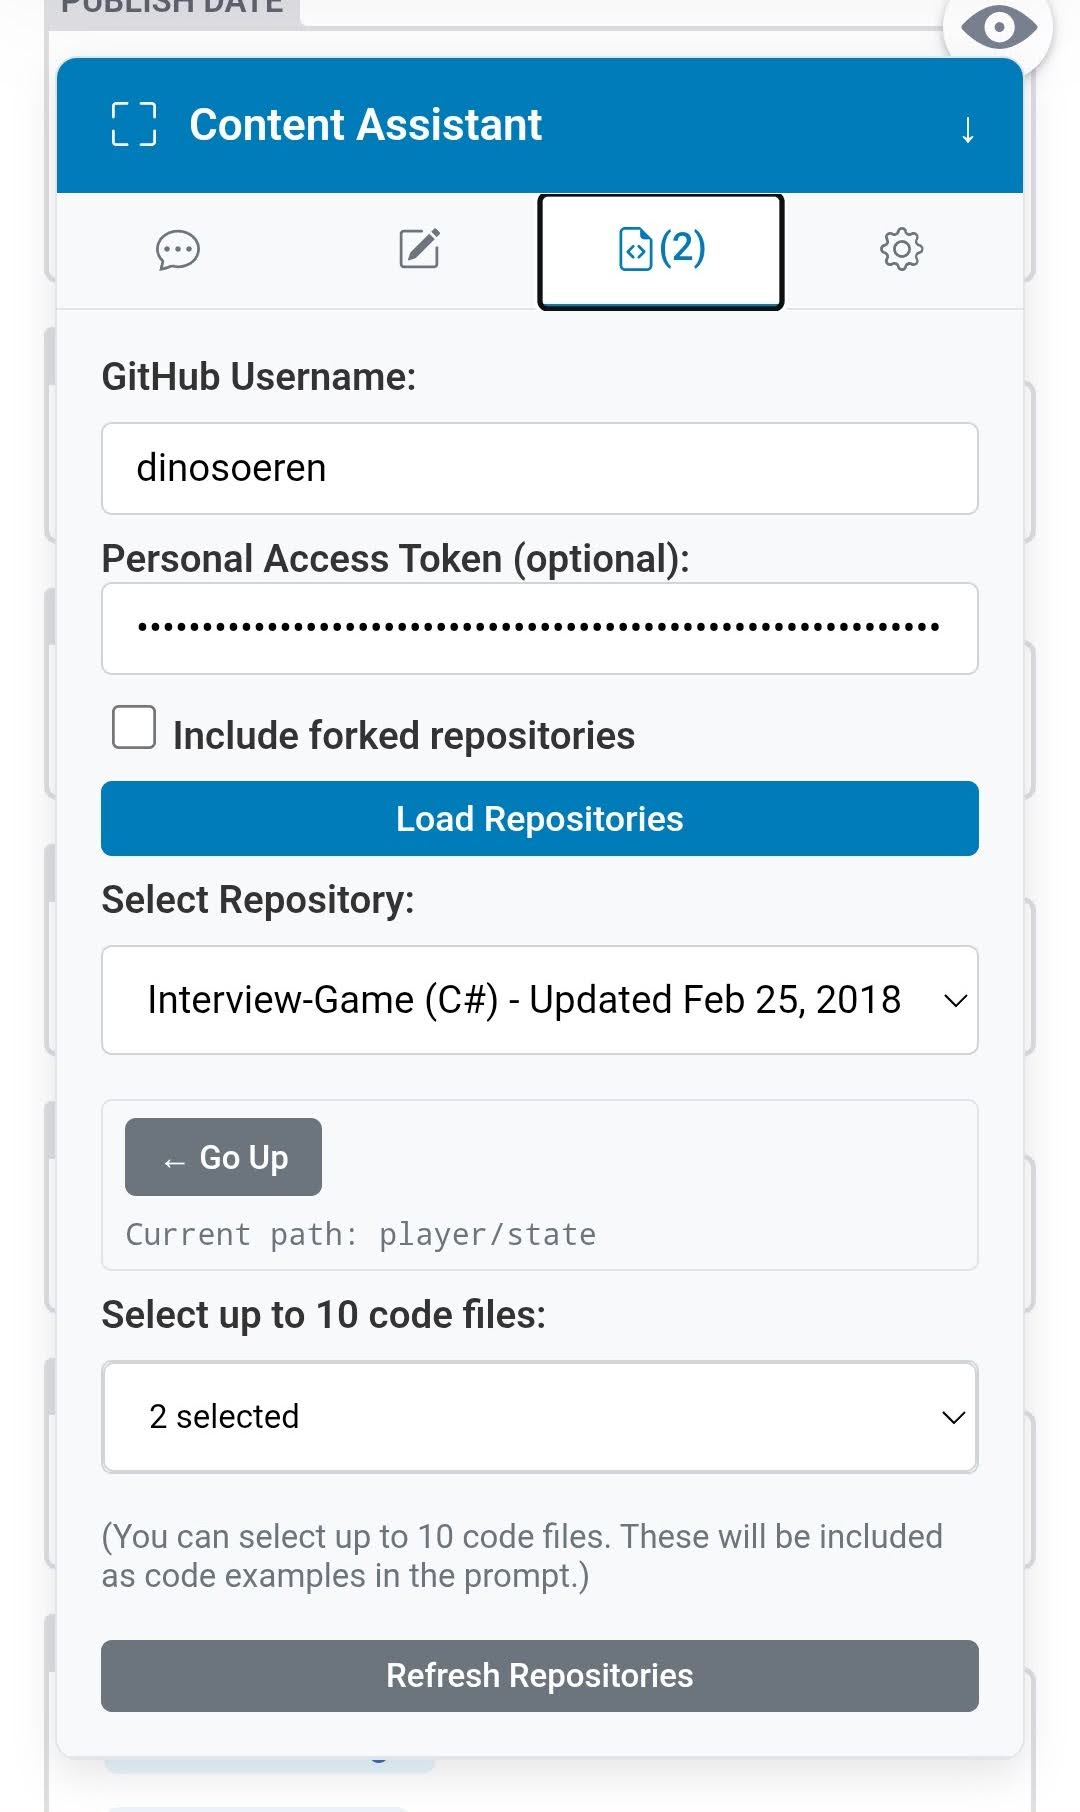 PUBLISH DATE
Content Assistant ↓
(2)
GitHub Username:
dinosoeren
Personal Access Token (optional):
••••••••••••••••••••••••••••••••••••••••••••••••••••••••••••••
Include forked repositories
Load Repositories
Select Repository:
Interview-Game (C#) - Updated Feb 25, 2018
← Go Up
Current path: player/state
Select up to 10 code files:
2 selected
(You can select up to 10 code files. These will be included
as code examples in the prompt.)
Refresh Repositories